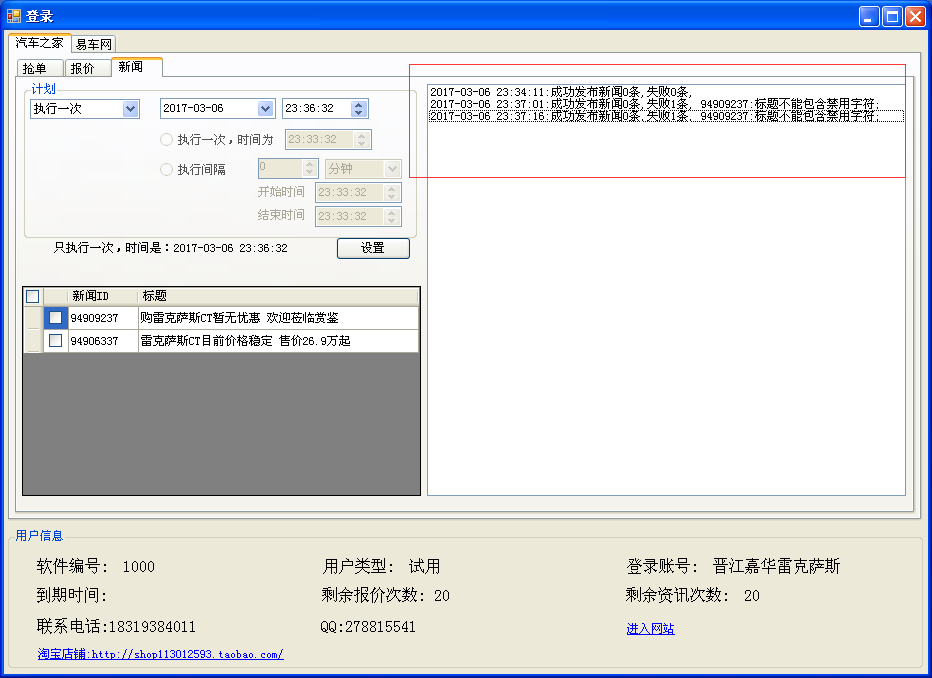 登录
汽车之家 易车网
抢单 报价 新闻
计划
执行一次 2017-03-06 23:36:32
执行一次，时间为 23:33:32
执行间隔 0 分钟
开始时间 23:33:32
结束时间 23:33:32
只执行一次，时间是：2017-03-06 23:36:32 设置
新闻ID 标题
94909237 购雷克萨斯CT暂无优惠 欢迎莅临赏鉴
94906337 雷克萨斯CT目前价格稳定 售价26.9万起
2017-03-06 23:34:11:成功发布新闻0条,失败0条,
2017-03-06 23:37:01:成功发布新闻0条,失败1条, 94909237:标题不能包含禁用字符;
2017-03-06 23:37:16:成功发布新闻0条,失败1条, 94909237:标题不能包含禁用字符;
用户信息
软件编号: 1000 用户类型: 试用 登录账号: 晋江嘉华雷克萨斯
到期时间: 剩余报价次数: 20 剩余资讯次数: 20
联系电话:18319384011 QQ:278815541 进入网站
淘宝店铺:http://shop113012593.taobao.com/